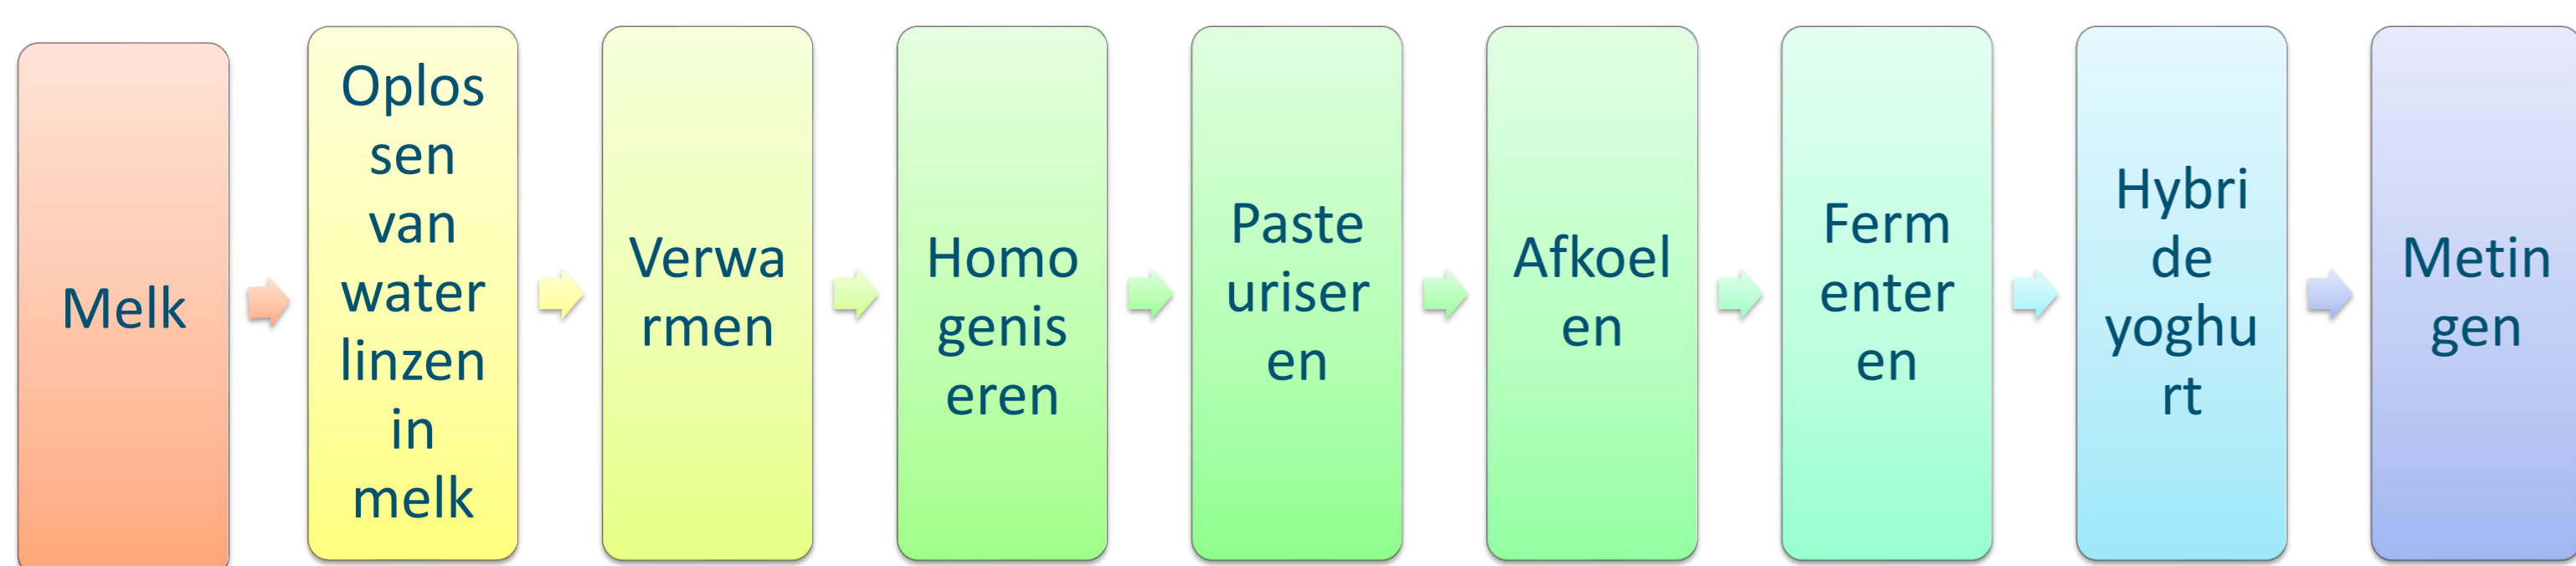 Melk
Oplos
sen
van
water
linzen
in
melk
Verwa
rmen
Homo
genis
eren
Paste
uriser
en
Afkoel
en
Ferm
enter
en
Hybri
de
yoghu
rt
Metin
gen